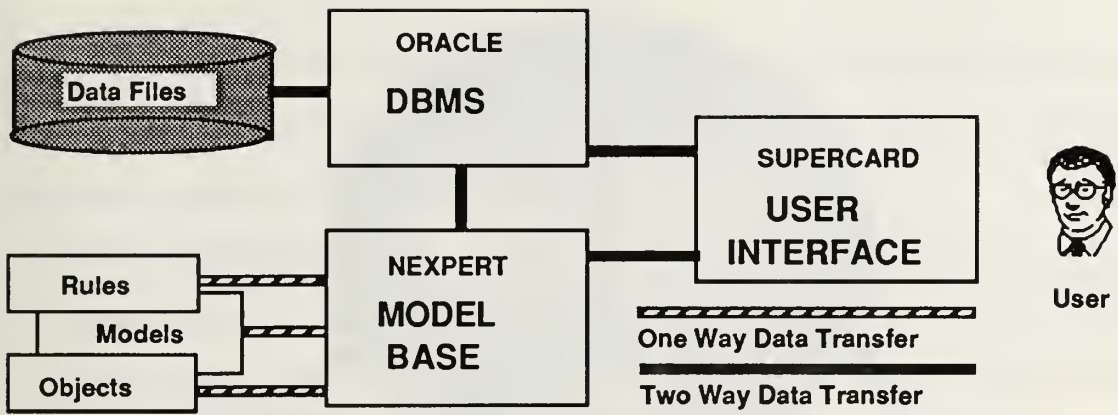 ORACLE
DBMS
Data Files
SUPERCARD
USER
INTERFACE
User
NEXPERT
MODEL
BASE
Rules
Models
Objects
One Way Data Transfer
Two Way Data Transfer